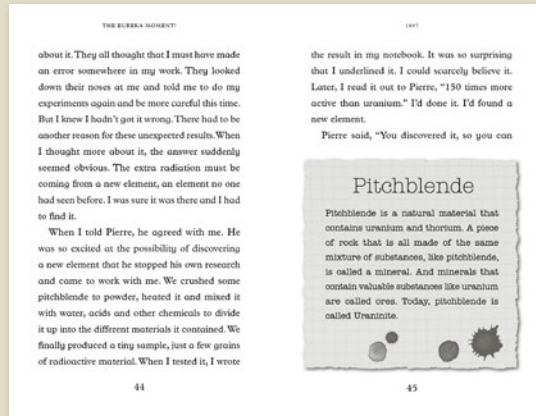 THE EUREKA MOMENT!
about it. They all thought that I must have made
an error somewhere in my work. They looked
down their noses at me and told me to do my
experiments again and be more careful this time.
But I knew I hadn't got it wrong. There had to be
another reason for these unexpected results. When
I thought more about it, the answer suddenly
seemed obvious. The extra radiation must be
coming from a new element, an element no one
had seen before. I was sure it was there and I had
to find it.
When I told Pierre, he agreed with me. He
was so excited at the possibility of discovering
a new element that he stopped his own research
and came to work with me. We crushed some
pitchblende to powder, heated it and mixed it
with water, acids and other chemicals to divide
it up into the different materials it contained. We
finally produced a tiny sample, just a few grains
of radioactive material. When I tested it, I wrote
44
1897
the result in my notebook. It was so surprising
that I underlined it. I could scarcely believe it.
Later, I read it out to Pierre, “150 times more
active than uranium.” I'd done it. I'd found a
new element.
Pierre said, “You discovered it, so you can
Pitchblende
Pitchblende is a natural material that
contains uranium and thorium. A piece
of rock that is all made of the same
mixture of substances, like pitchblende,
is called a mineral. And minerals that
contain valuable substances like uranium
are called ores. Today, pitchblende is
called Uraninite.
45